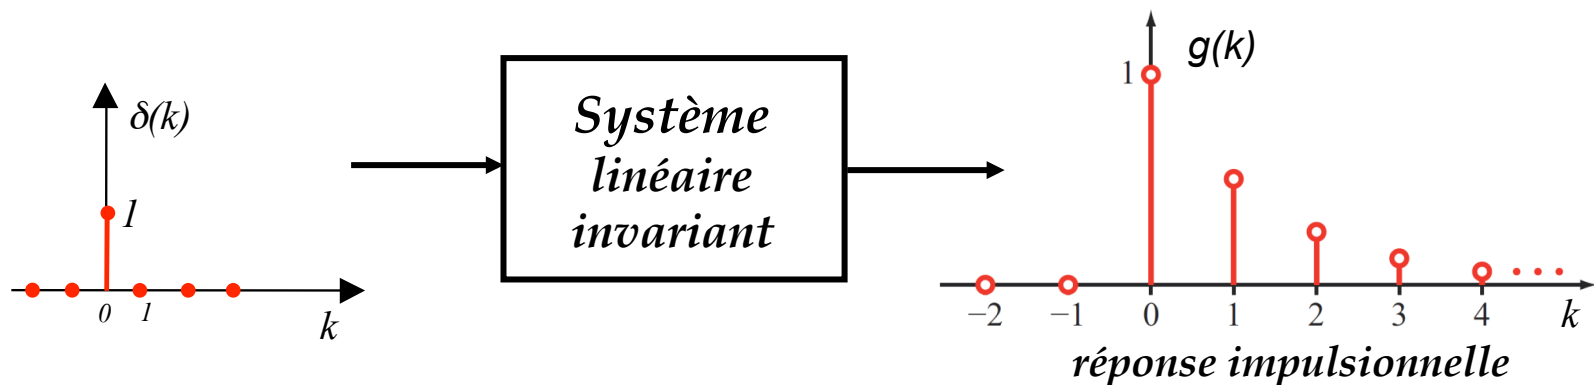 δ(k)
1
0 1
k
Système
linéaire
invariant
g(k)
1
−2 −1 0 1 2 3 4 k
réponse impulsionnelle